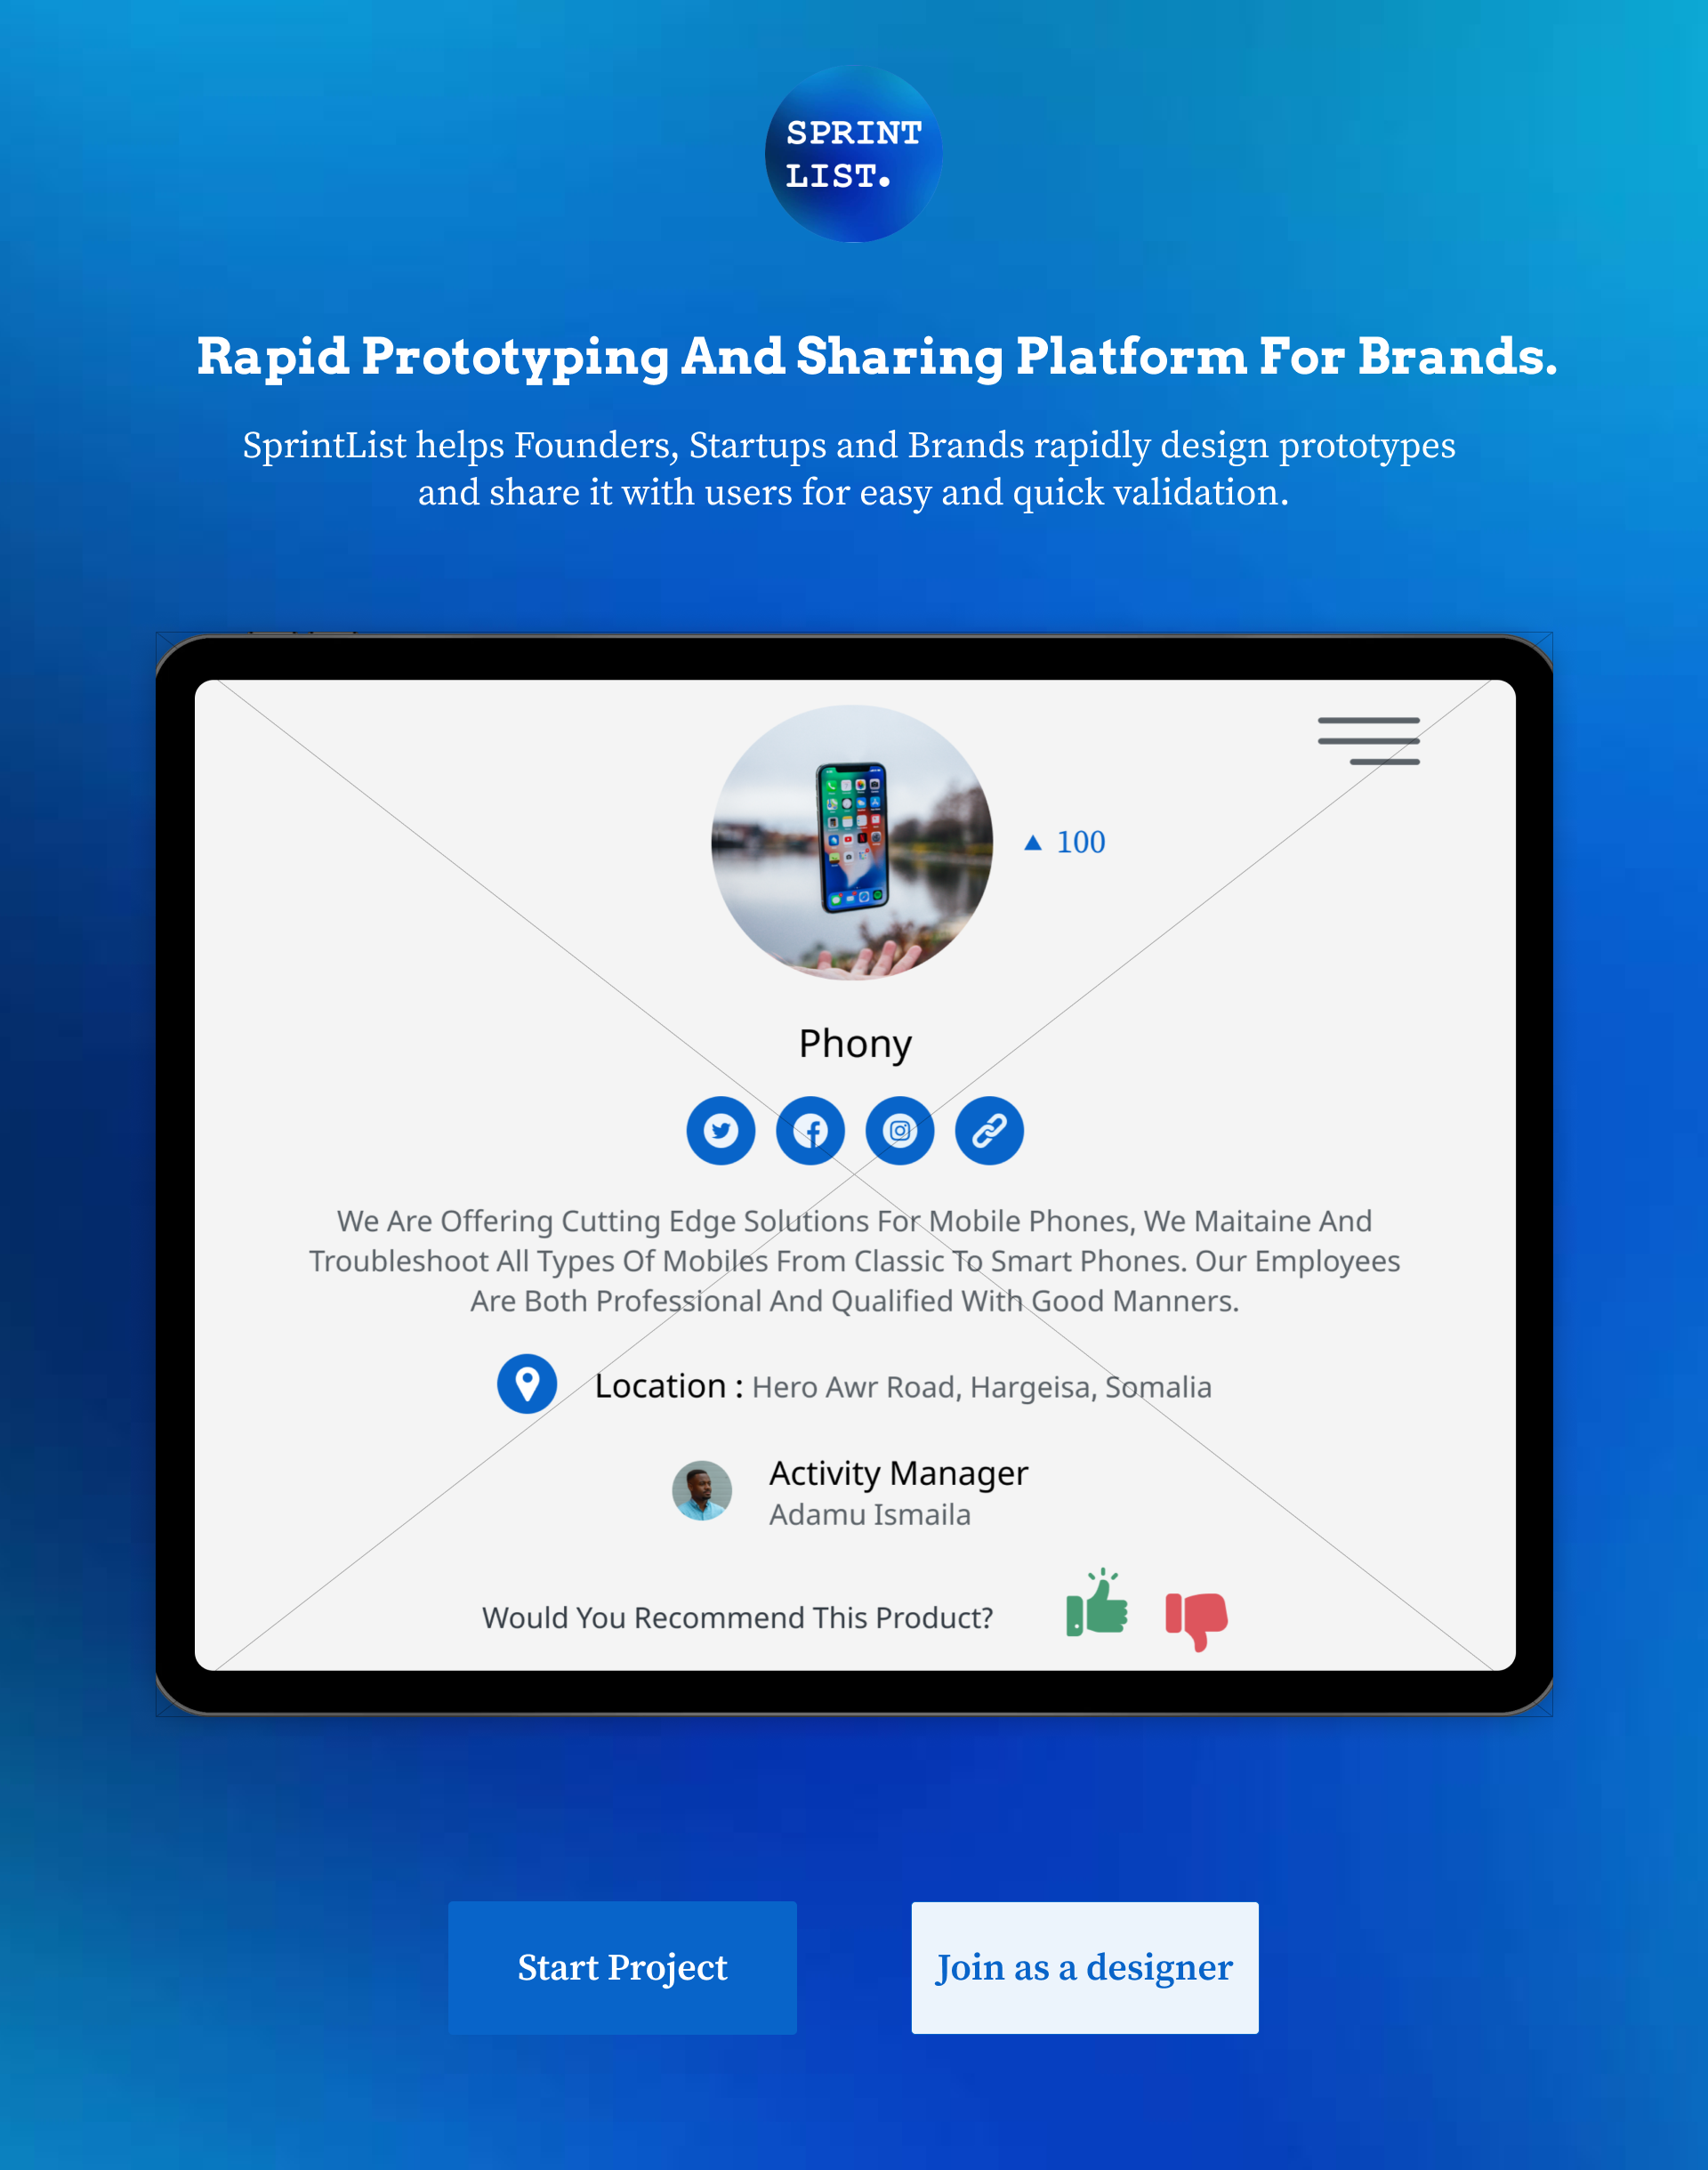 SPRINT
LIST.
Rapid Prototyping And Sharing Platform For Brands.
SprintList helps Founders, Startups and Brands rapidly design prototypes
and share it with users for easy and quick validation.
100
Phony
We Are Offering Cutting Edge Solutions For Mobile Phones, We Maitaine And
Troubleshoot All Types Of Mobiles From Classic To Smart Phones. Our Employees
Are Both Professional And Qualified With Good Manners.
Location : Hero Awr Road, Hargeisa, Somalia
Activity Manager
Adamu Ismaila
Would You Recommend This Product?
Start Project
Join as a designer